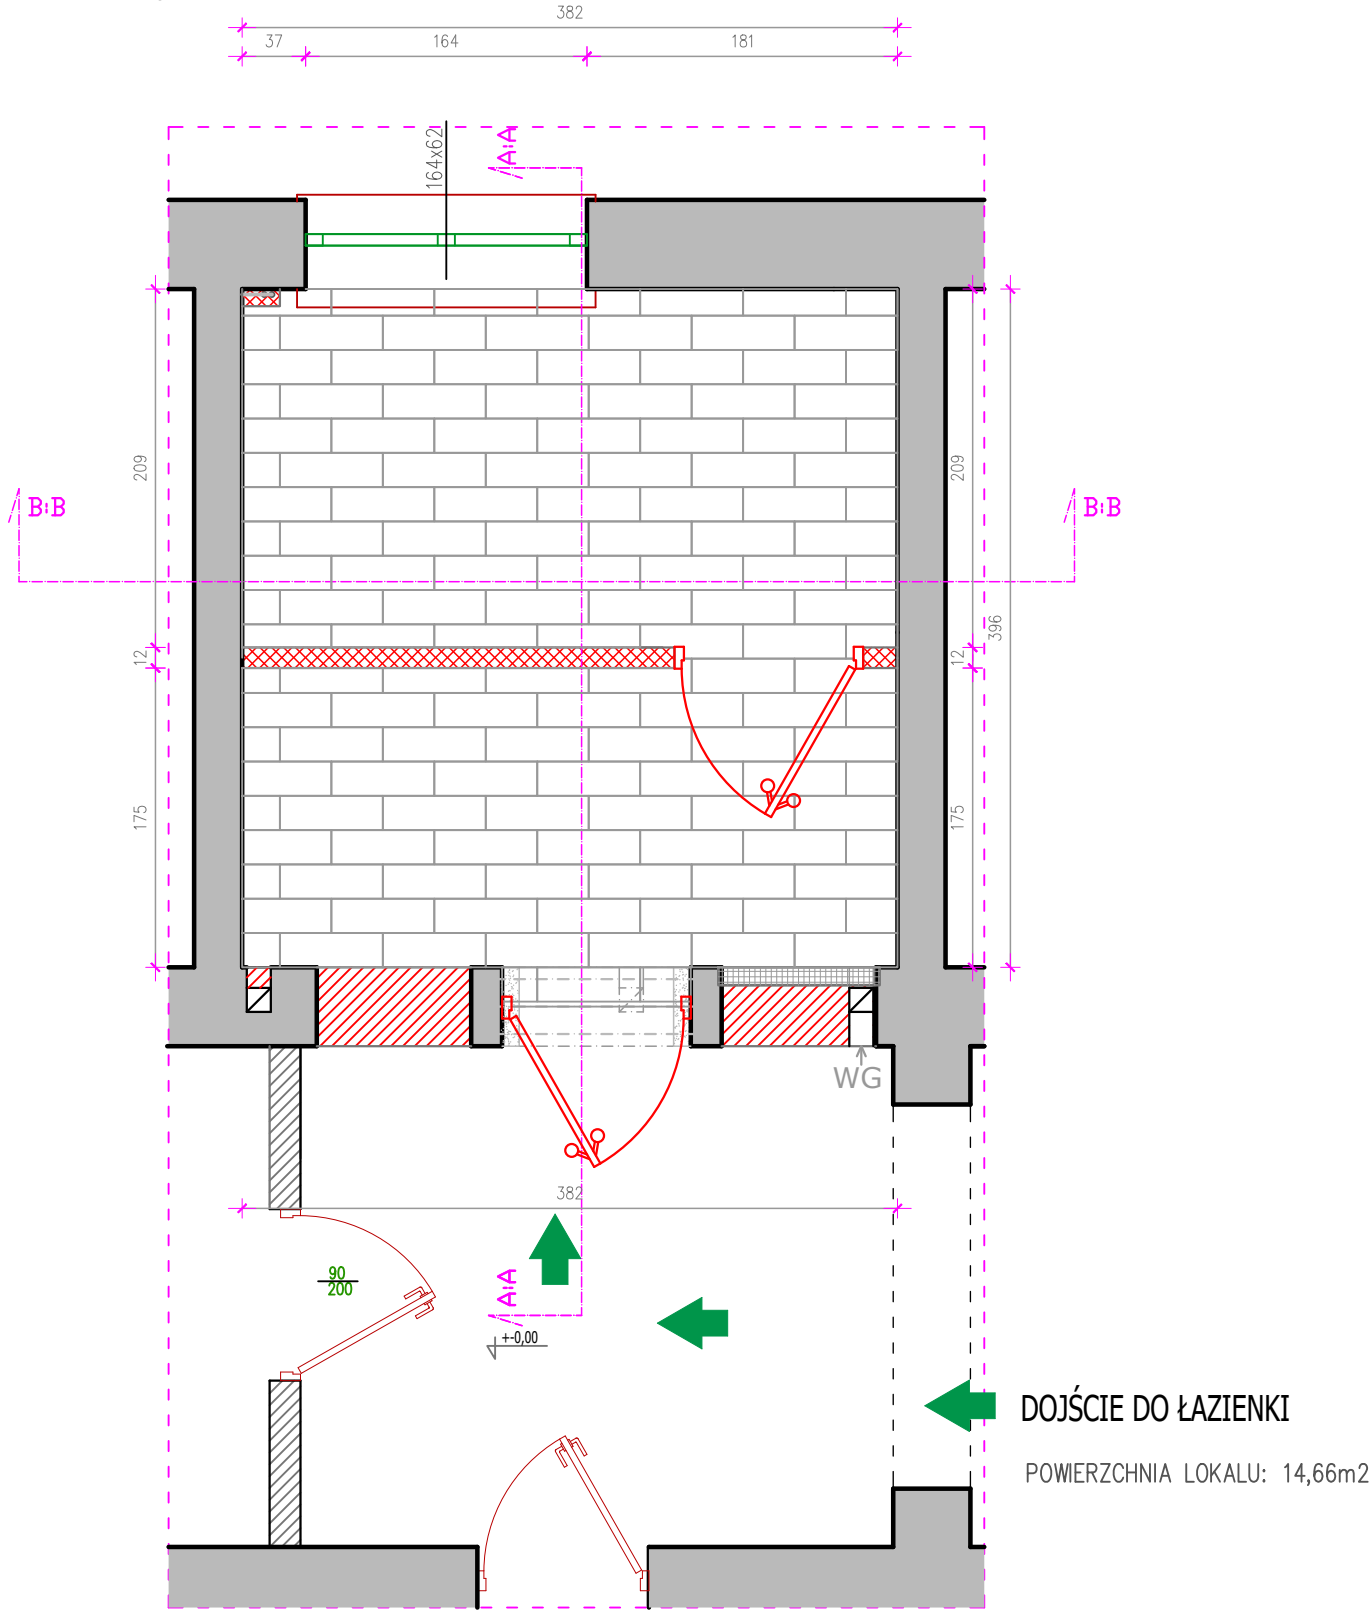 382
37 164 181
164x62
A:A
209
209
B:B
B:B
396
12
12
175
175
WG
382
90
200
A:A
+-0,00
DOJŚCIE DO ŁAZIENKI
POWIERZCHNIA LOKALU: 14,66m2